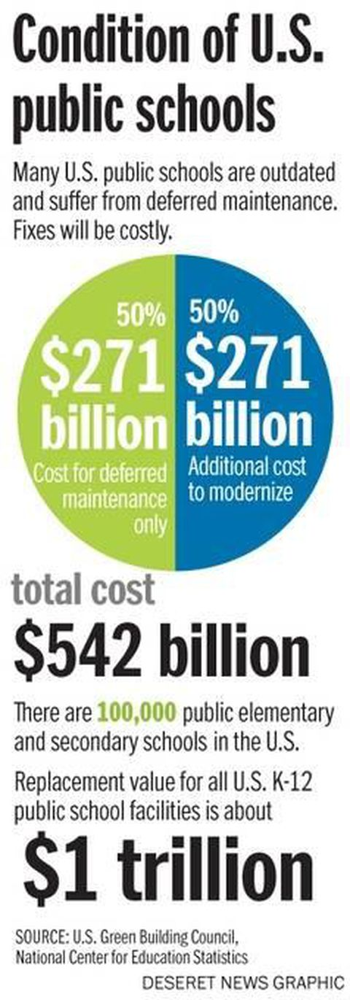 Condition of U.S.
public schools
Many U.S. public schools are outdated
and suffer from deferred maintenance.
Fixes will be costly.
50%
$271
billion
Cost for deferred
maintenance
only
50%
$271
billion
Additional cost
to modernize
total cost
$542 billion
There are 100,000 public elementary
and secondary schools in the U.S.
Replacement value for all U.S. K-12
public school facilities is about
$1 trillion
SOURCE: U.S. Green Building Council,
National Center for Education Statistics
DESERET NEWS GRAPHIC